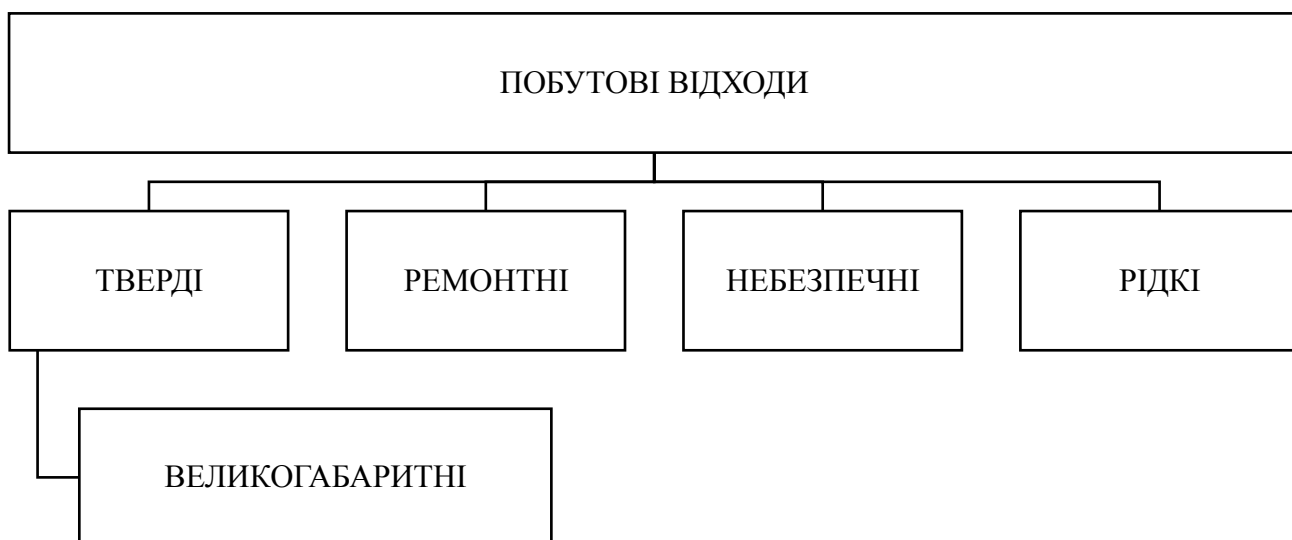 ПОБУТОВІ ВІДХОДИ
ТВЕРДІ
РЕМОНТНІ
НЕБЕЗПЕЧНІ
РІДКІ
ВЕЛИКОГАБАРИТНІ